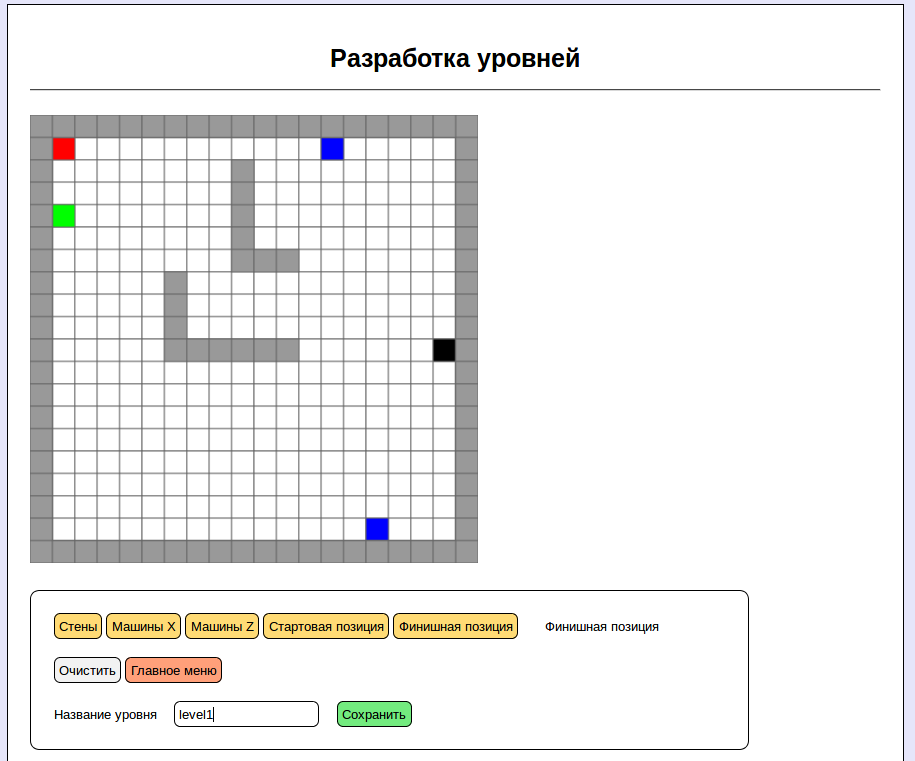 Разработка уровней
Стены Машины X Машины Z Стартовая позиция Финишная позиция Финишная позиция
Очистить Главное меню
Название уровня level1 Сохранить